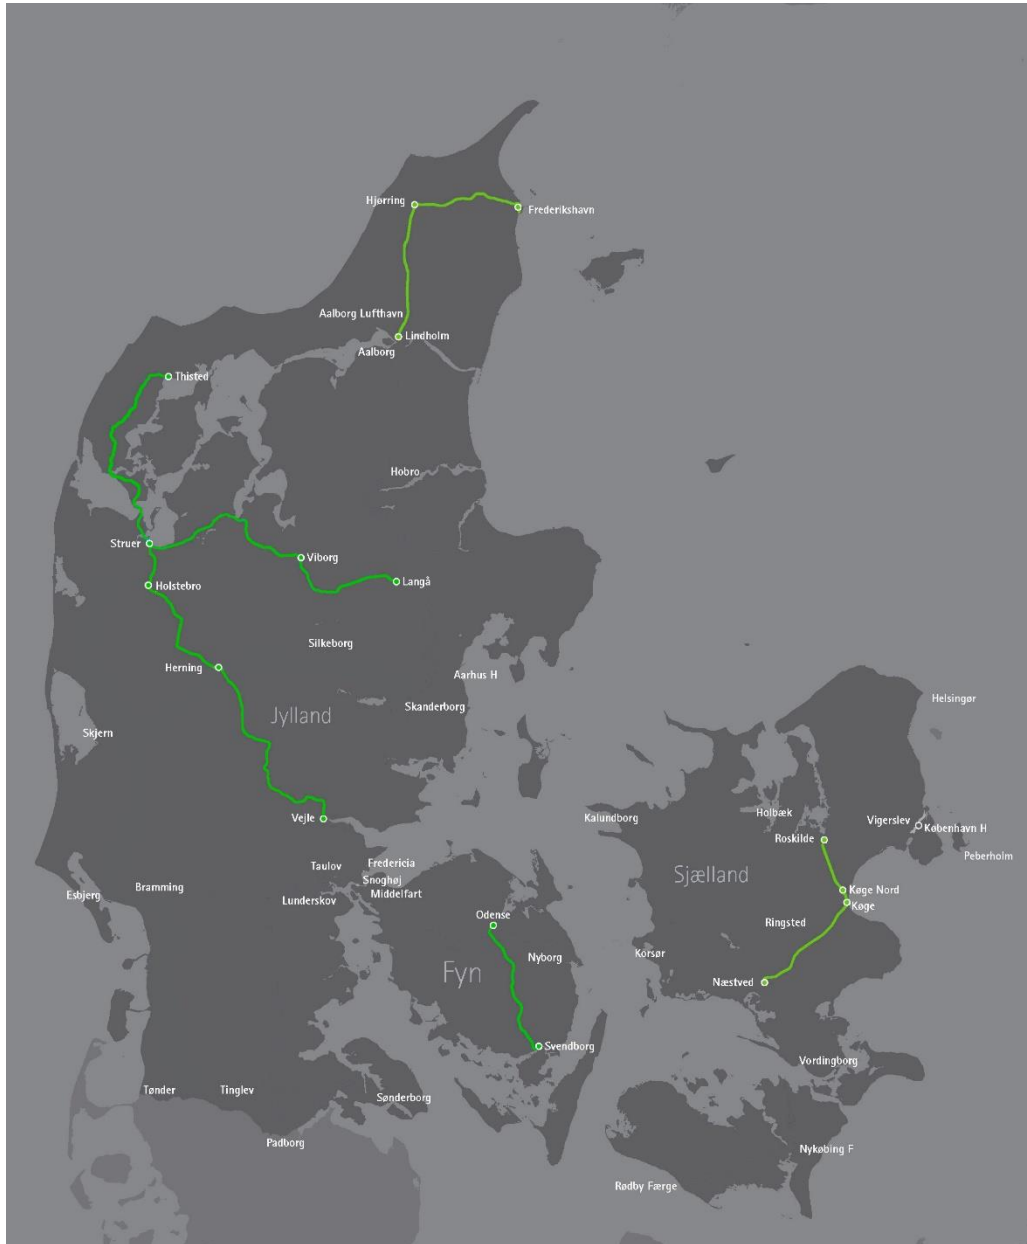 Hjørring
Frederikshavn
Aalborg Lufthavn
Lindholm
Aalborg
Thisted
Hobro
Struer
Viborg
Langå
Holstebro
Silkeborg
Herning
Aarhus H
Helsingør
Skanderborg
Jylland
Skjern
Holbæk
Vejle
Kalundborg
Vigerslev
København H
Roskilde
Peberholm
Taulov
Fredericia
Sjælland
Snoghøj
Esbjerg
Bramming
Middelfart
Køge Nord
Lunderskov
Køge
Odense
Ringsted
Nyborg
Korsør
Fyn
Næstved
Svendborg
Vordingborg
Tønder
Tinglev
Sønderborg
Padborg
Nykøbing F
Rødby Færge